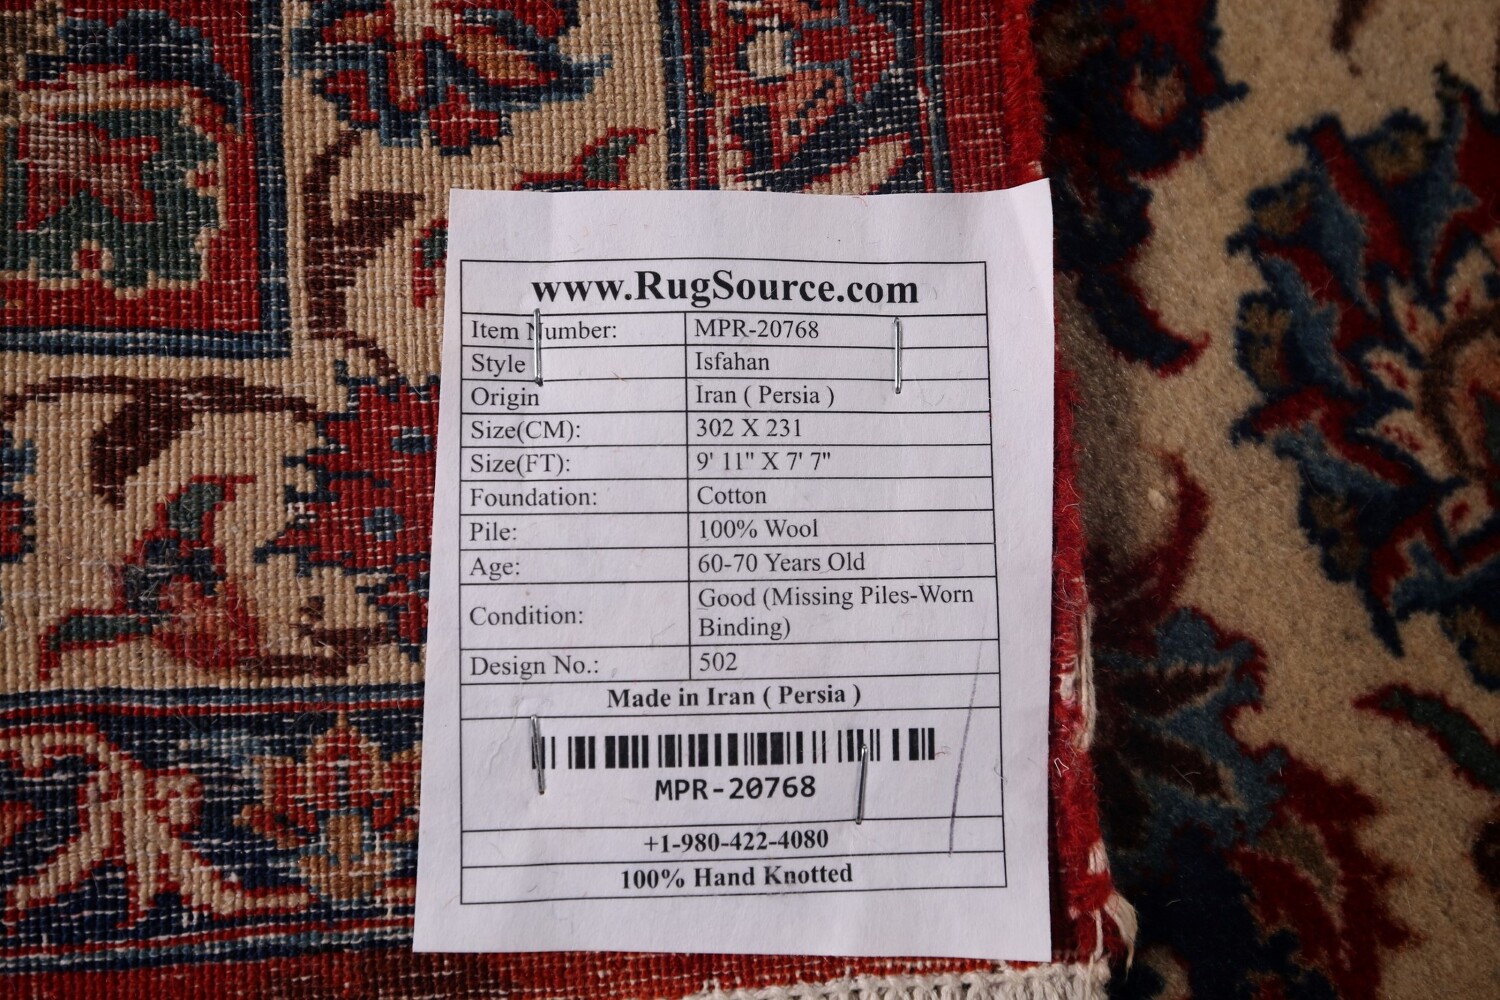 www.RugSource.com
Item Number: MPR-20768
Style Isfahan
Origin Iran ( Persia )
Size(CM): 302 X 231
Size(FT): 9' 11" X 7' 7"
Foundation: Cotton
Pile: 100% Wool
Age: 60-70 Years Old
Condition: Good (Missing Piles-Worn
Binding)
Design No.: 502
Made in Iran ( Persia )
MPR-20768
+1-980-422-4080
100% Hand Knotted